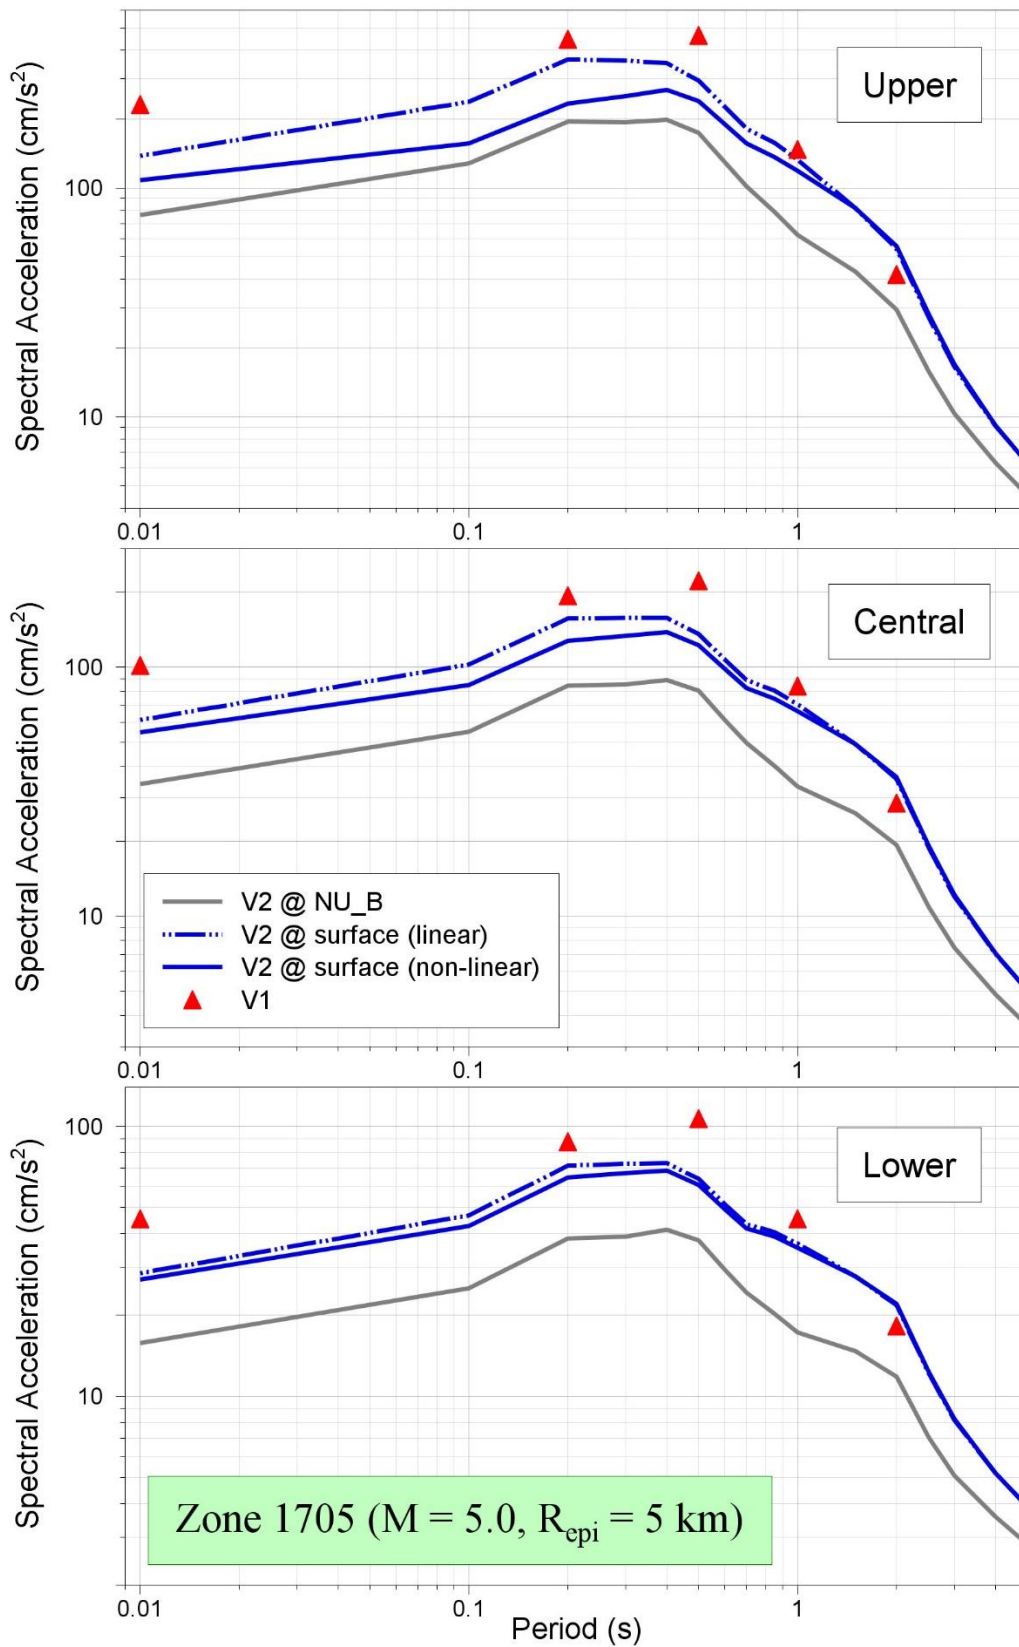 Spectral Acceleration (cm/s²)
Upper
100
10
0.01
0.1
1
Spectral Acceleration (cm/s²)
Central
100
10
V2 @ NU_B
V2 @ surface (linear)
V2 @ surface (non-linear)
V1
0.01
0.1
1
Spectral Acceleration (cm/s²)
Lower
100
10
Zone 1705 (M = 5.0, Repi = 5 km)
0.01
0.1
1
Period (s)